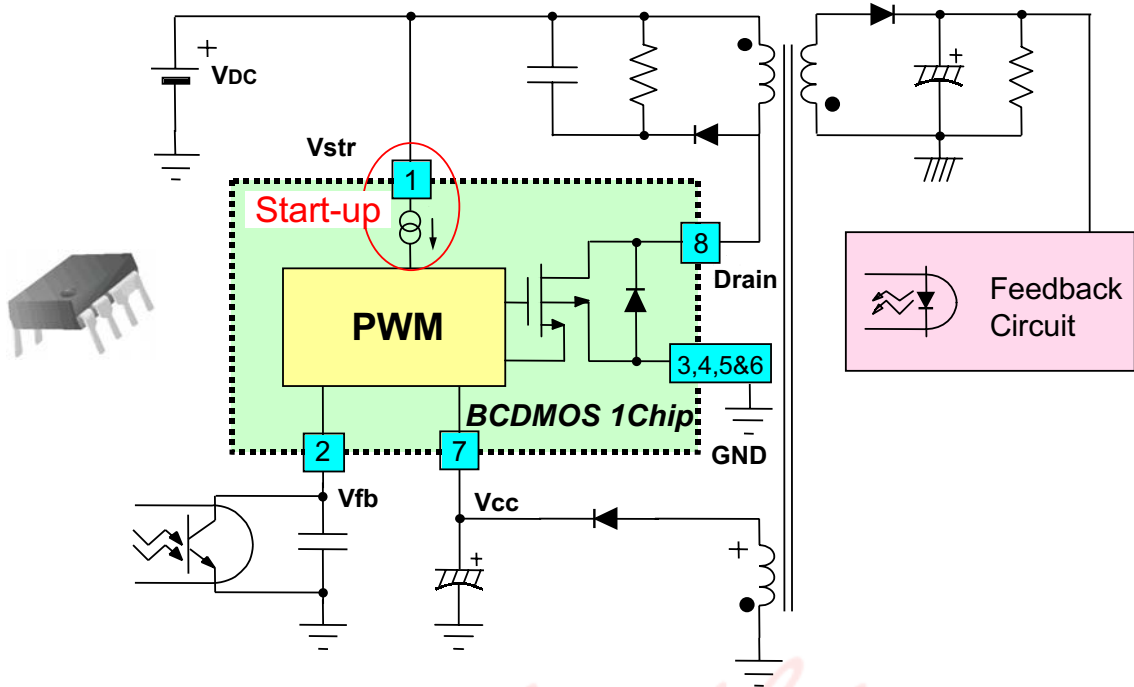 +
VDC
+
Vstr
1
Start-up
8
Drain
PWM
Feedback
Circuit
3,4,5&6
BCDMOS 1Chip
2
7
GND
Vfb
Vcc
+
+